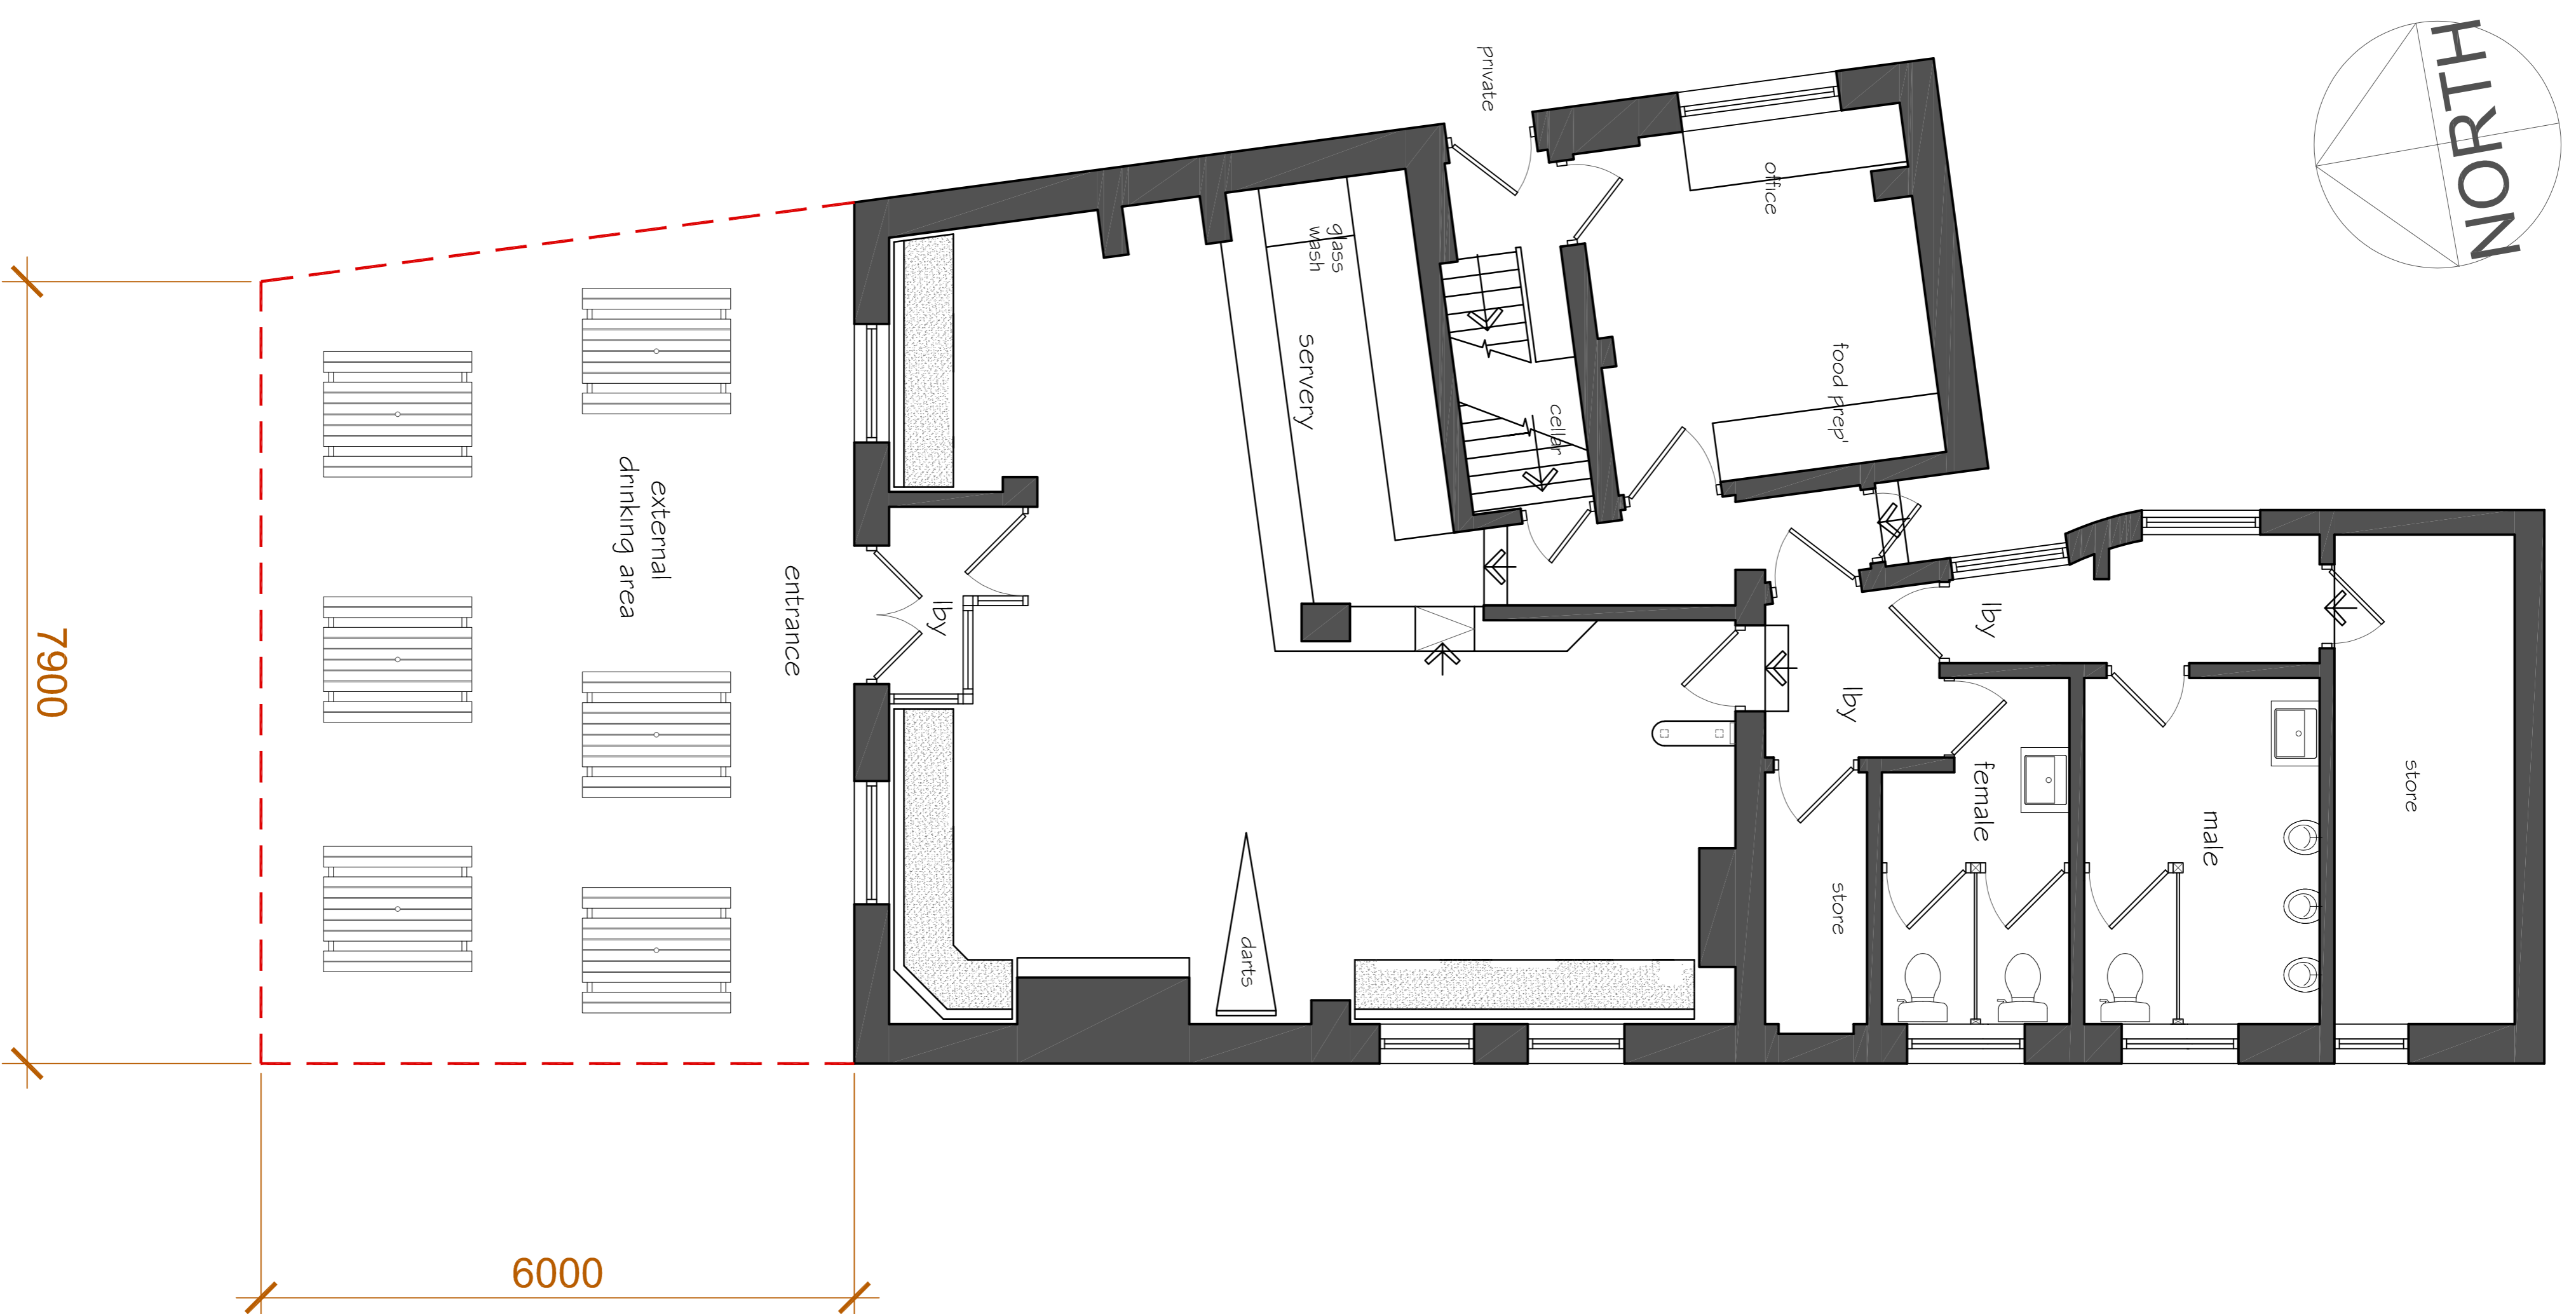 NORTH
private
office
glass
wash
servery
food prep'
cellar
external
drinking area
entrance
lby
lby
lby
7900
female
male
store
store
darts
6000